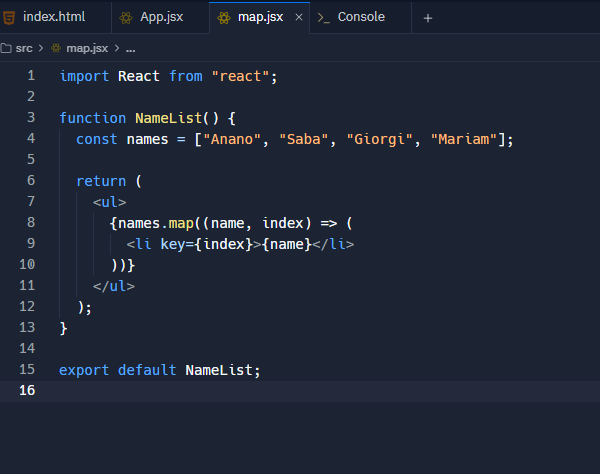 index.html App.jsx map.jsx × >_ Console +
src > map.jsx > ...
1 import React from "react";
2
3 function NameList() {
4   const names = ["Anano", "Saba", "Giorgi", "Mariam"];
5
6   return (
7     <ul>
8       {names.map((name, index) => (
9         <li key={index}>{name}</li>
10       ))}
11     </ul>
12   );
13 }
14
15 export default NameList;
16